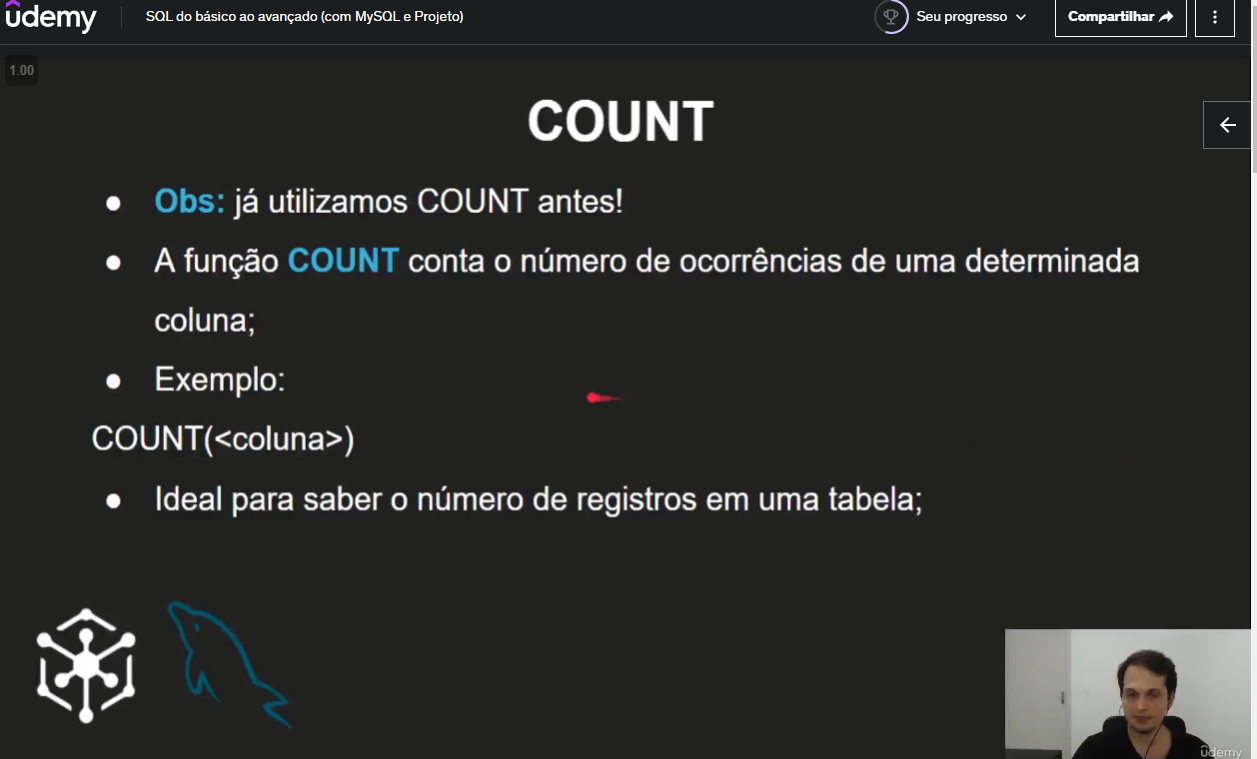 udemy
SQL do básico ao avançado (com MySQL e Projeto)
Seu progresso
Compartilhar
1.00
COUNT
Obs: já utilizamos COUNT antes!
A função COUNT conta o número de ocorrências de uma determinada
coluna;
Exemplo:
COUNT(<coluna>)
Ideal para saber o número de registros em uma tabela;
udemy